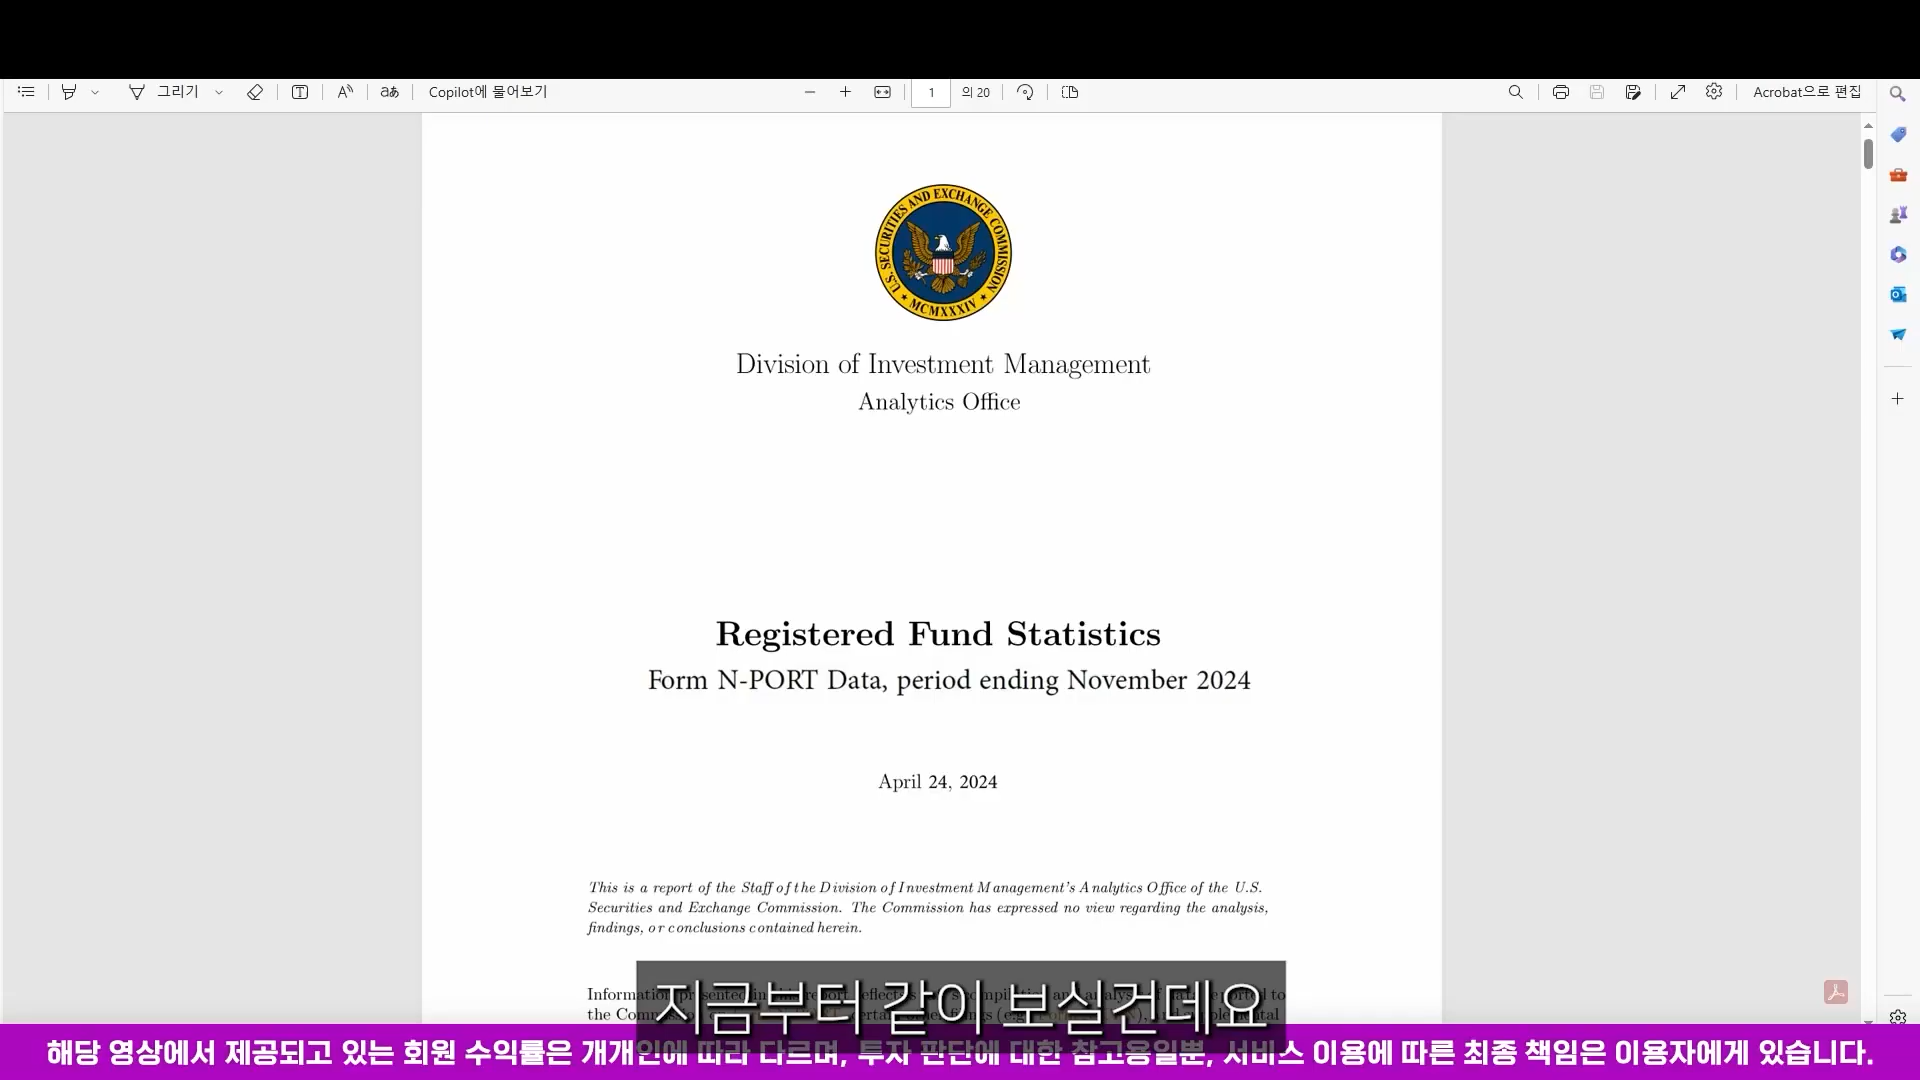 그리기
Copilot에 물어보기
1 의 20
Acrobat으로 편집
U.S. SECURITIES AND EXCHANGE COMMISSION
MCMXXXIV
Division of Investment Management
Analytics Office
Registered Fund Statistics
Form N-PORT Data, period ending November 2024
April 24, 2024
This is a report of the Staff of the Division of Investment Management's Analytics Office of the U.S.
Securities and Exchange Commission. The Commission has expressed no view regarding the analysis,
findings, or conclusions contained herein.
지금부터 같이 보실건데요
해당 영상에서 제공되고 있는 회원 수익률은 개개인에 따라 다르며, 투자 판단에 대한 참고용일뿐, 서비스 이용에 따른 최종 책임은 이용자에게 있습니다.